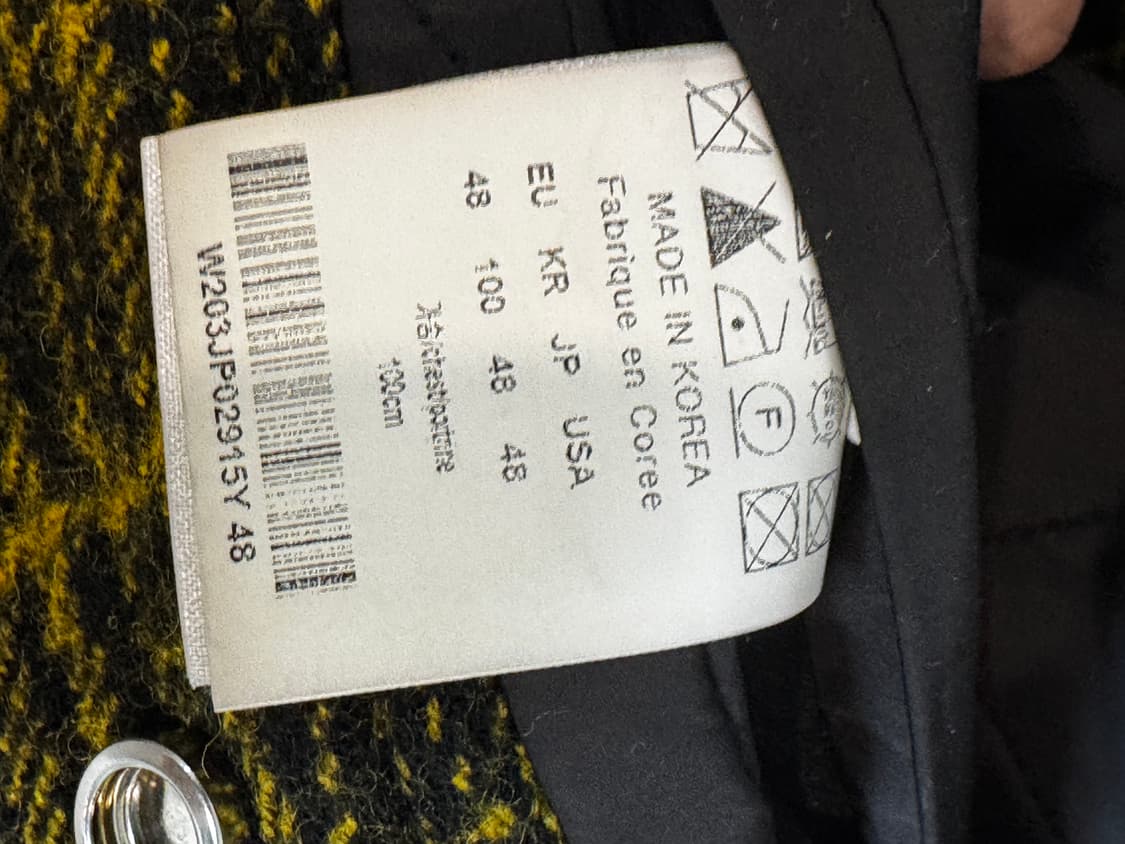 MADE IN KOREA
Fabrique en Coree
EU KR JP USA
48 100 48 48
100cm
W203JP02915Y 48
F